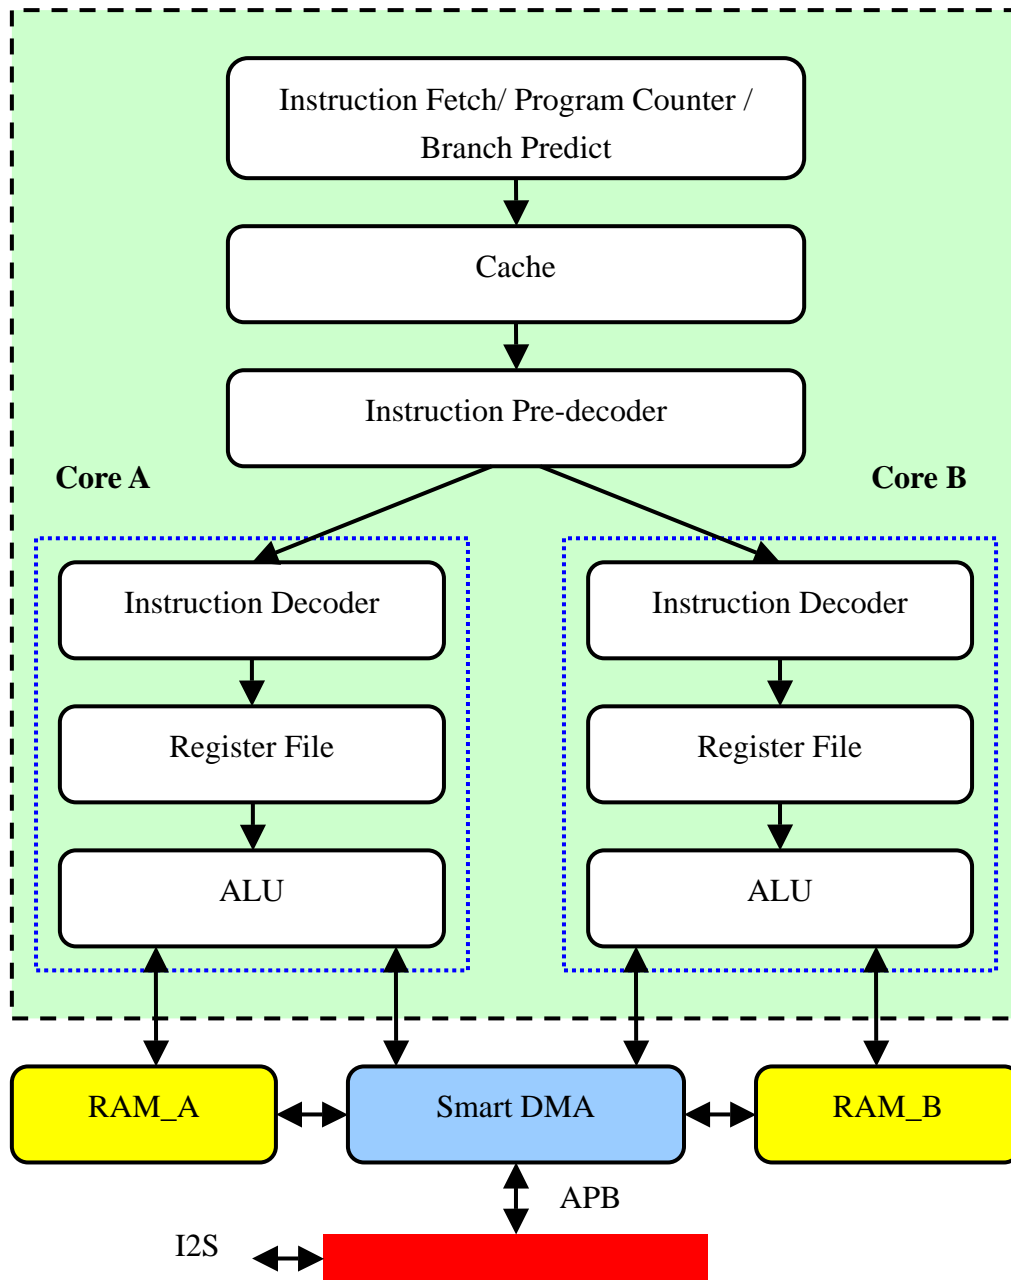 Instruction Fetch/ Program Counter /
Branch Predict
Cache
Instruction Pre-decoder
Core A
Core B
Instruction Decoder
Instruction Decoder
Register File
Register File
ALU
ALU
RAM_A
Smart DMA
RAM_B
APB
I2S